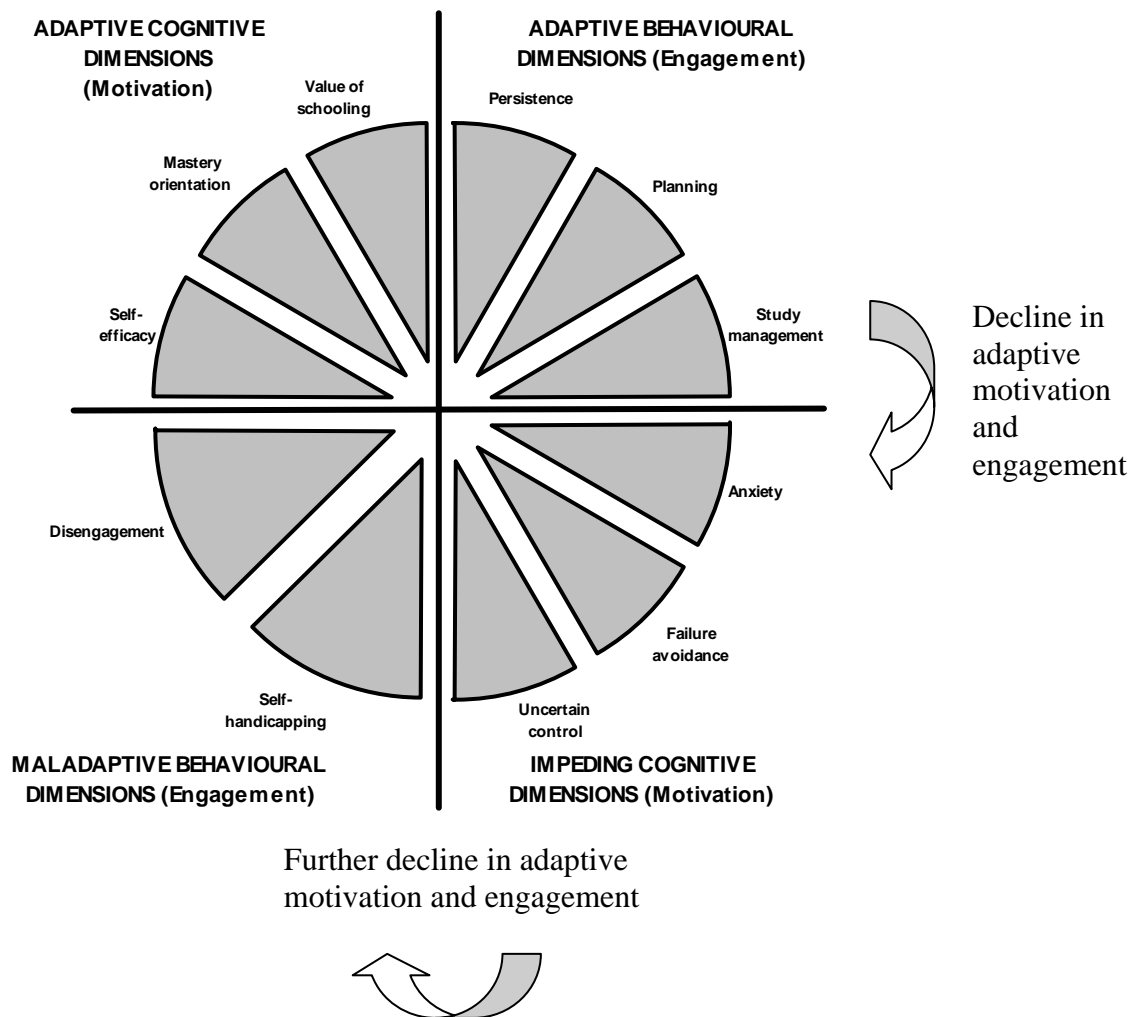 ADAPTIVE COGNITIVE
DIMENSIONS
(Motivation)
ADAPTIVE BEHAVIOURAL
DIMENSIONS (Engagement)
Value of
schooling
Persistence
Mastery
orientation
Planning
Self-
efficacy
Study
management
Decline in
adaptive
motivation
and
engagement
Disengagement
Anxiety
Failure
avoidance
Self-
handicapping
Uncertain
control
MALADAPTIVE BEHAVIOURAL
DIMENSIONS (Engagement)
IMPEDING COGNITIVE
DIMENSIONS (Motivation)
Further decline in adaptive
motivation and engagement